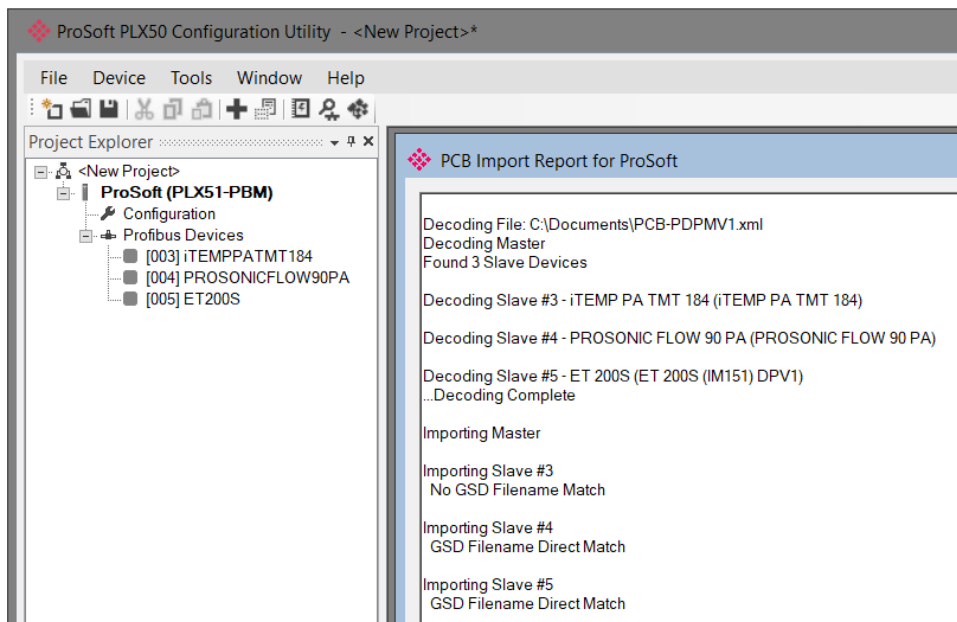 ProSoft PLX50 Configuration Utility - <New Project>*
File Device Tools Window Help
Project Explorer
<New Project>
ProSoft (PLX51-PBM)
Configuration
Profibus Devices
[003] iTEMPPATMT184
[004] PROSONICFLOW90PA
[005] ET200S
PCB Import Report for ProSoft
Decoding File: C:\Documents\PCB-PDPMV1.xml
Decoding Master
Found 3 Slave Devices
Decoding Slave #3 - iTEMP PA TMT 184 (iTEMP PA TMT 184)
Decoding Slave #4 - PROSONIC FLOW 90 PA (PROSONIC FLOW 90 PA)
Decoding Slave #5 - ET 200S (ET 200S (IM151) DPV1)
...Decoding Complete
Importing Master
Importing Slave #3
No GSD Filename Match
Importing Slave #4
GSD Filename Direct Match
Importing Slave #5
GSD Filename Direct Match